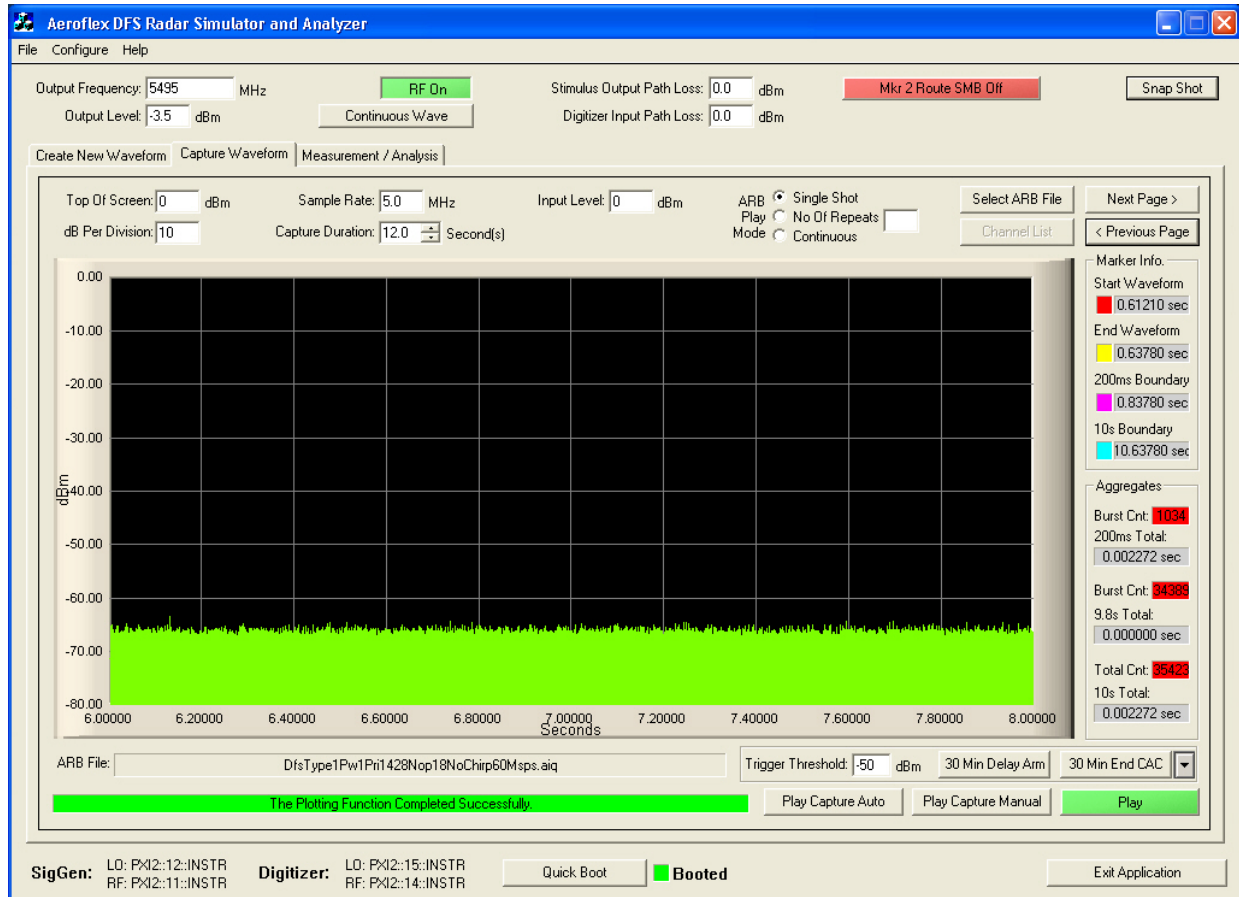 Aeroflex DFS Radar Simulator and Analyzer
File Configure Help
Output Frequency: 5495 MHz
RF On
Stimulus Output Path Loss: 0.0 dBm
Mkr 2 Route SMB Off
Snap Shot
Output Level: -3.5 dBm
Continuous Wave
Digitizer Input Path Loss: 0.0 dBm
Create New Waveform
Capture Waveform
Measurement / Analysis
Top Of Screen: 0 dBm
Sample Rate: 5.0 MHz
Input Level: 0 dBm
ARB Play Mode
Single Shot
No Of Repeats
Continuous
Select ARB File
Next Page >
dB Per Division: 10
Capture Duration: 12.0 Second(s)
Channel List
< Previous Page
0.00
-10.00
-20.00
-30.00
-40.00
-50.00
-60.00
-70.00
-80.00
dBm
6.00000 6.20000 6.40000 6.60000 6.80000 7.00000 7.20000 7.40000 7.60000 7.80000 8.00000
Seconds
Marker Info.
Start Waveform
0.61210 sec
End Waveform
0.63780 sec
200ms Boundary
0.83780 sec
10s Boundary
10.63780 sec
Aggregates
Burst Cnt: 1034
200ms Total:
0.002272 sec
Burst Cnt: 34389
9.8s Total:
0.000000 sec
Total Cnt: 35423
10s Total:
0.002272 sec
ARB File: DfsType1Pw1Pri1428Nop18NoChirp60Msps.aiq
Trigger Threshold: -50 dBm
30 Min Delay Arm
30 Min End CAC
The Plotting Function Completed Successfully.
Play Capture Auto
Play Capture Manual
Play
SigGen: LO: PXI2::12::INSTR
RF: PXI2::11::INSTR
Digitizer: LO: PXI2::15::INSTR
RF: PXI2::14::INSTR
Quick Boot
Booted
Exit Application